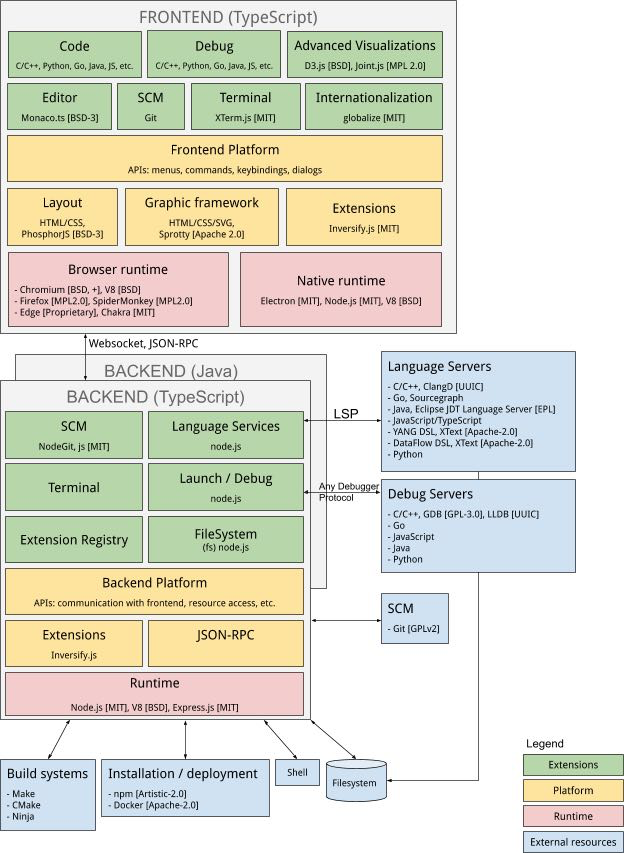 FRONTEND (TypeScript)
Code
C/C++, Python, Go, Java, JS, etc.
Debug
C/C++, Python, Go, Java, JS, etc.
Advanced Visualizations
D3.js [BSD], Joint.js [MPL 2.0]
Editor
Monaco.ts [BSD-3]
SCM
Git
Terminal
XTerm.js [MIT]
Internationalization
globalize [MIT]
Frontend Platform
APIs: menus, commands, keybindings, dialogs
Layout
HTML/CSS,
PhosphorJS [BSD-3]
Graphic framework
HTML/CSS/SVG,
Sprotty [Apache 2.0]
Extensions
Inversify.js [MIT]
Browser runtime
- Chromium [BSD, +], V8 [BSD]
- Firefox [MPL2.0], SpiderMonkey [MPL2.0]
- Edge [Proprietary], Chakra [MIT]
Native runtime
Electron [MIT], Node.js [MIT], V8 [BSD]
Websocket, JSON-RPC
BACKEND (Java)
BACKEND (TypeScript)
SCM
NodeGit, js [MIT]
Language Services
node.js
Terminal
Launch / Debug
node.js
Extension Registry
FileSystem
(fs) node.js
Backend Platform
APIs: communication with frontend, resource access, etc.
Extensions
Inversify.js
JSON-RPC
Runtime
Node.js [MIT], V8 [BSD], Express.js [MIT]
LSP
Any Debugger
Protocol
Language Servers
- C/C++, ClangD [UUIC]
- Go, Sourcegraph
- Java, Eclipse JDT Language Server [EPL]
- JavaScript/TypeScript
- YANG DSL, XText [Apache-2.0]
- DataFlow DSL, XText [Apache-2.0]
- Python
Debug Servers
- C/C++, GDB [GPL-3.0], LLDB [UUIC]
- Go
- JavaScript
- Java
- Python
SCM
- Git [GPLv2]
Build systems
- Make
- CMake
- Ninja
Installation / deployment
- npm [Artistic-2.0]
- Docker [Apache-2.0]
Shell
Filesystem
Legend
Extensions
Platform
Runtime
External resources